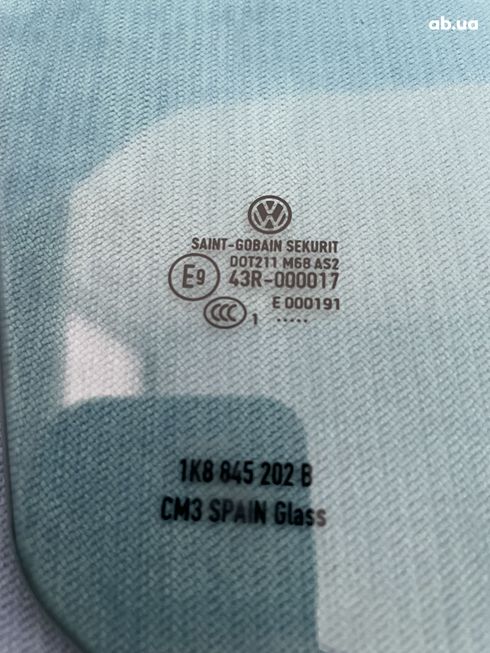 ab.ua
SAINT-GOBAIN SEKURIT
DOT211 M68 AS2
E9 43R-000017
E 000191
CCC 1 .....
1K8 845 202 B
CM3 SPAIN Glass